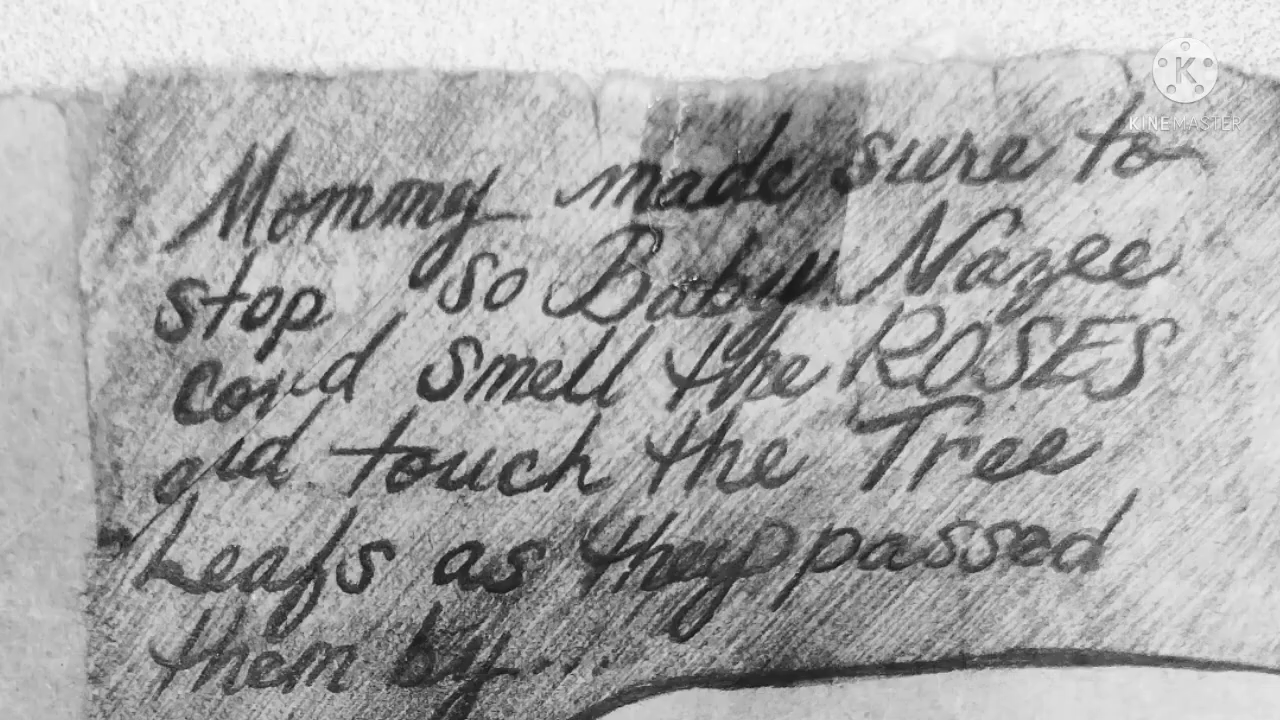 Mommy made sure to
stop so Baby Nazee
could smell the ROSES
and touch the Tree
Leafs as they passed
them by...
K
KINEMASTER